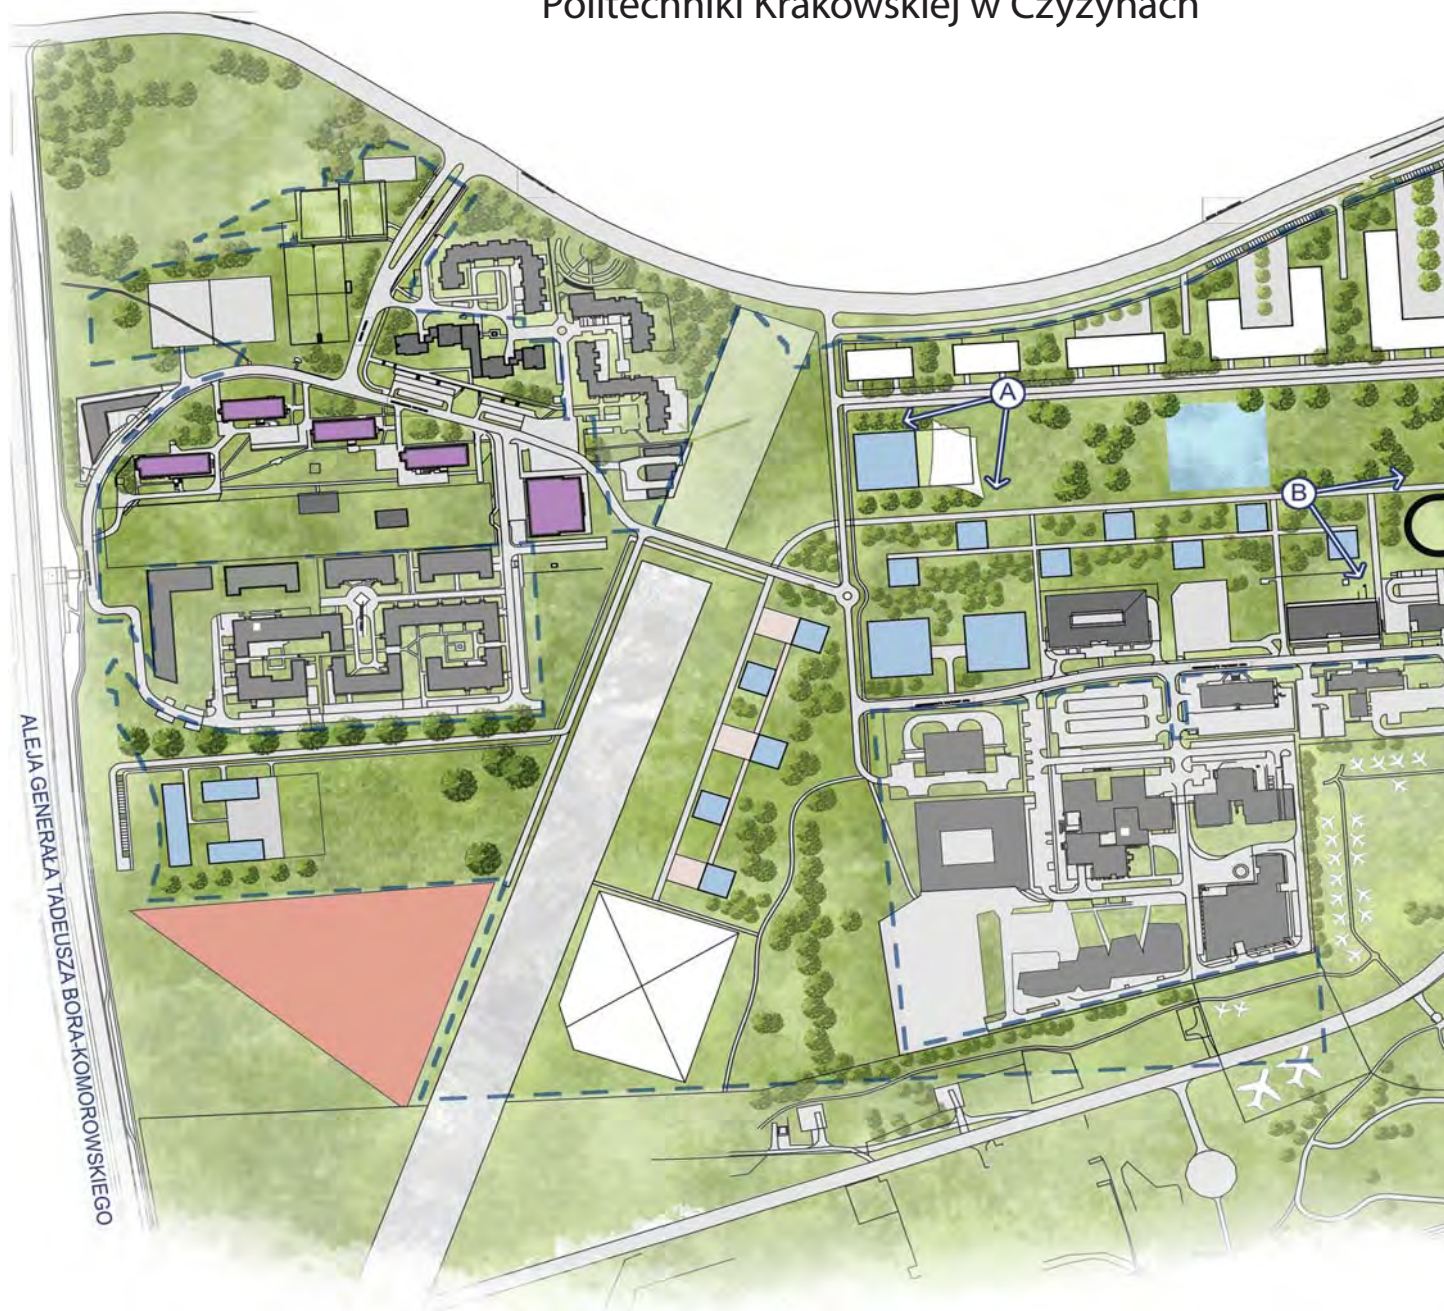 Politechniki Krakowskiej w Czyżynach
A
B
ALEJA GENERAŁA TADEUSZA BORA-KOMOROWSKIEGO